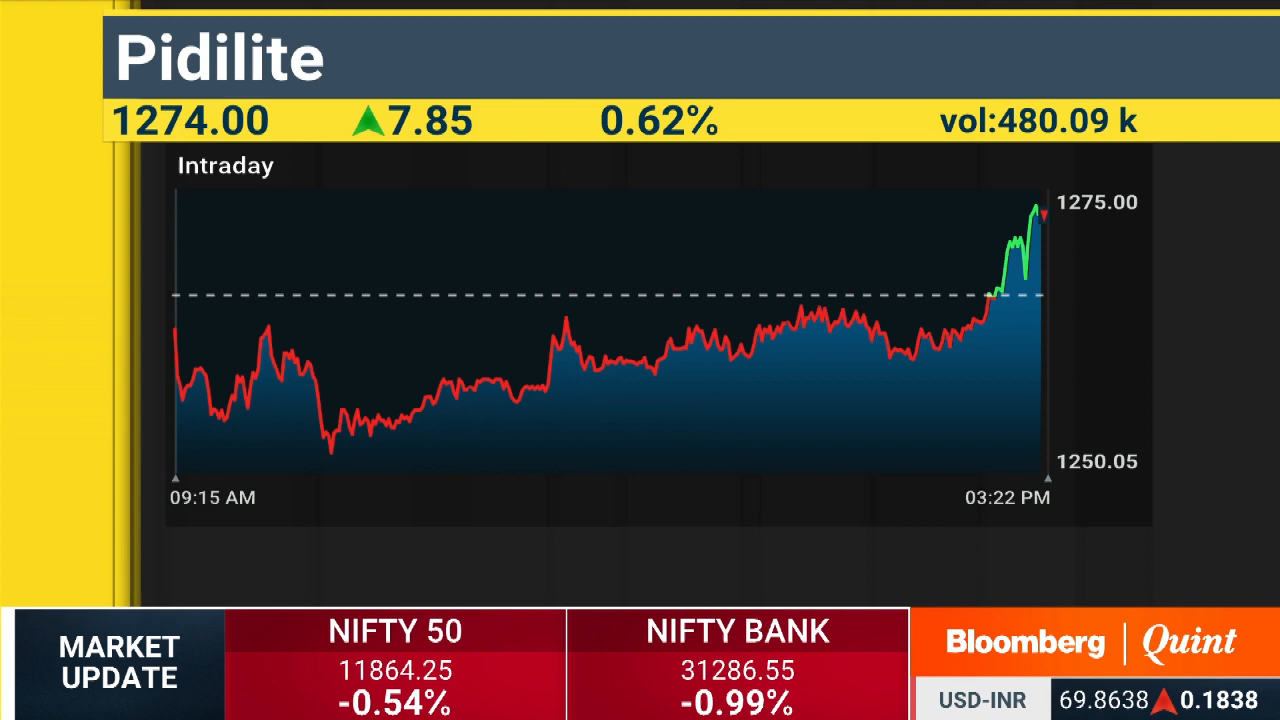 Pidilite
1274.00 7.85 0.62% vol:480.09 k
Intraday
1275.00
1250.05
09:15 AM 03:22 PM
MARKET UPDATE
NIFTY 50
11864.25
-0.54%
NIFTY BANK
31286.55
-0.99%
Bloomberg | Quint
USD-INR 69.8638 0.1838